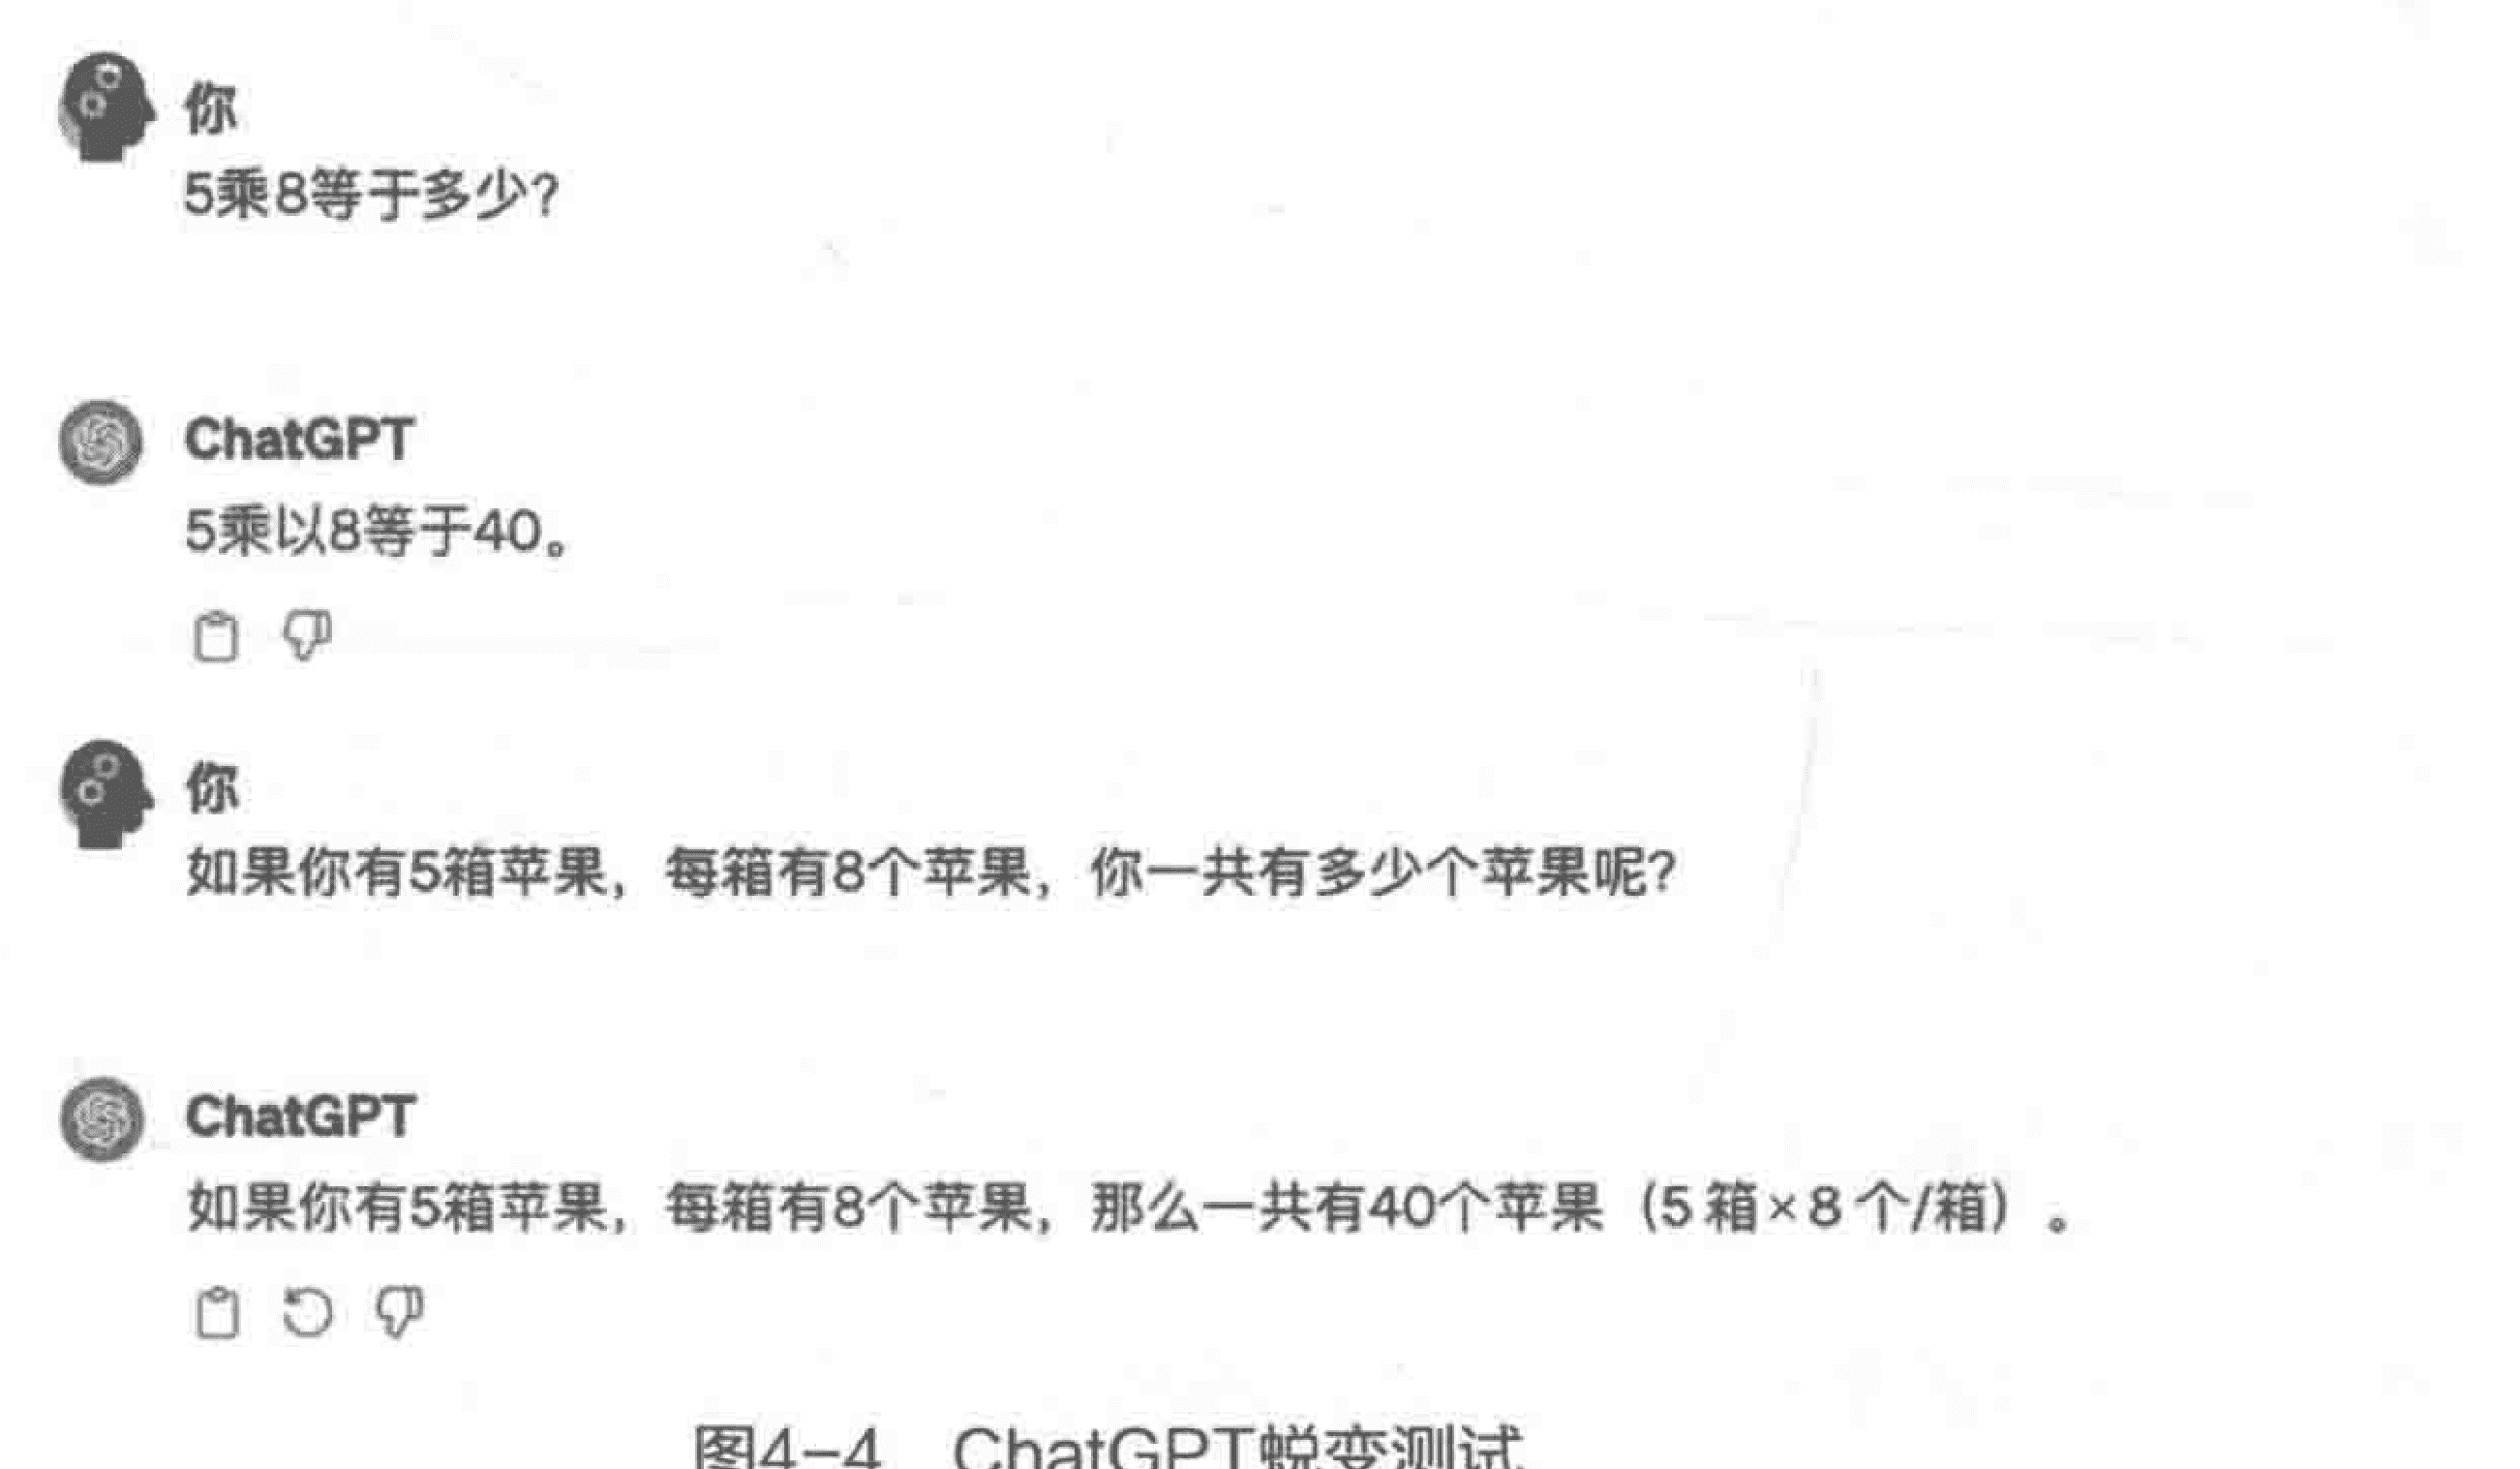 你
5乘8等于多少?
ChatGPT
5乘以8等于40。
你
如果你有5箱苹果，每箱有8个苹果，你一共有多少个苹果呢?
ChatGPT
如果你有5箱苹果，每箱有8个苹果，那么一共有40个苹果（5 箱×8 个/箱）。
图4-4 ChatGPT蜕变测试